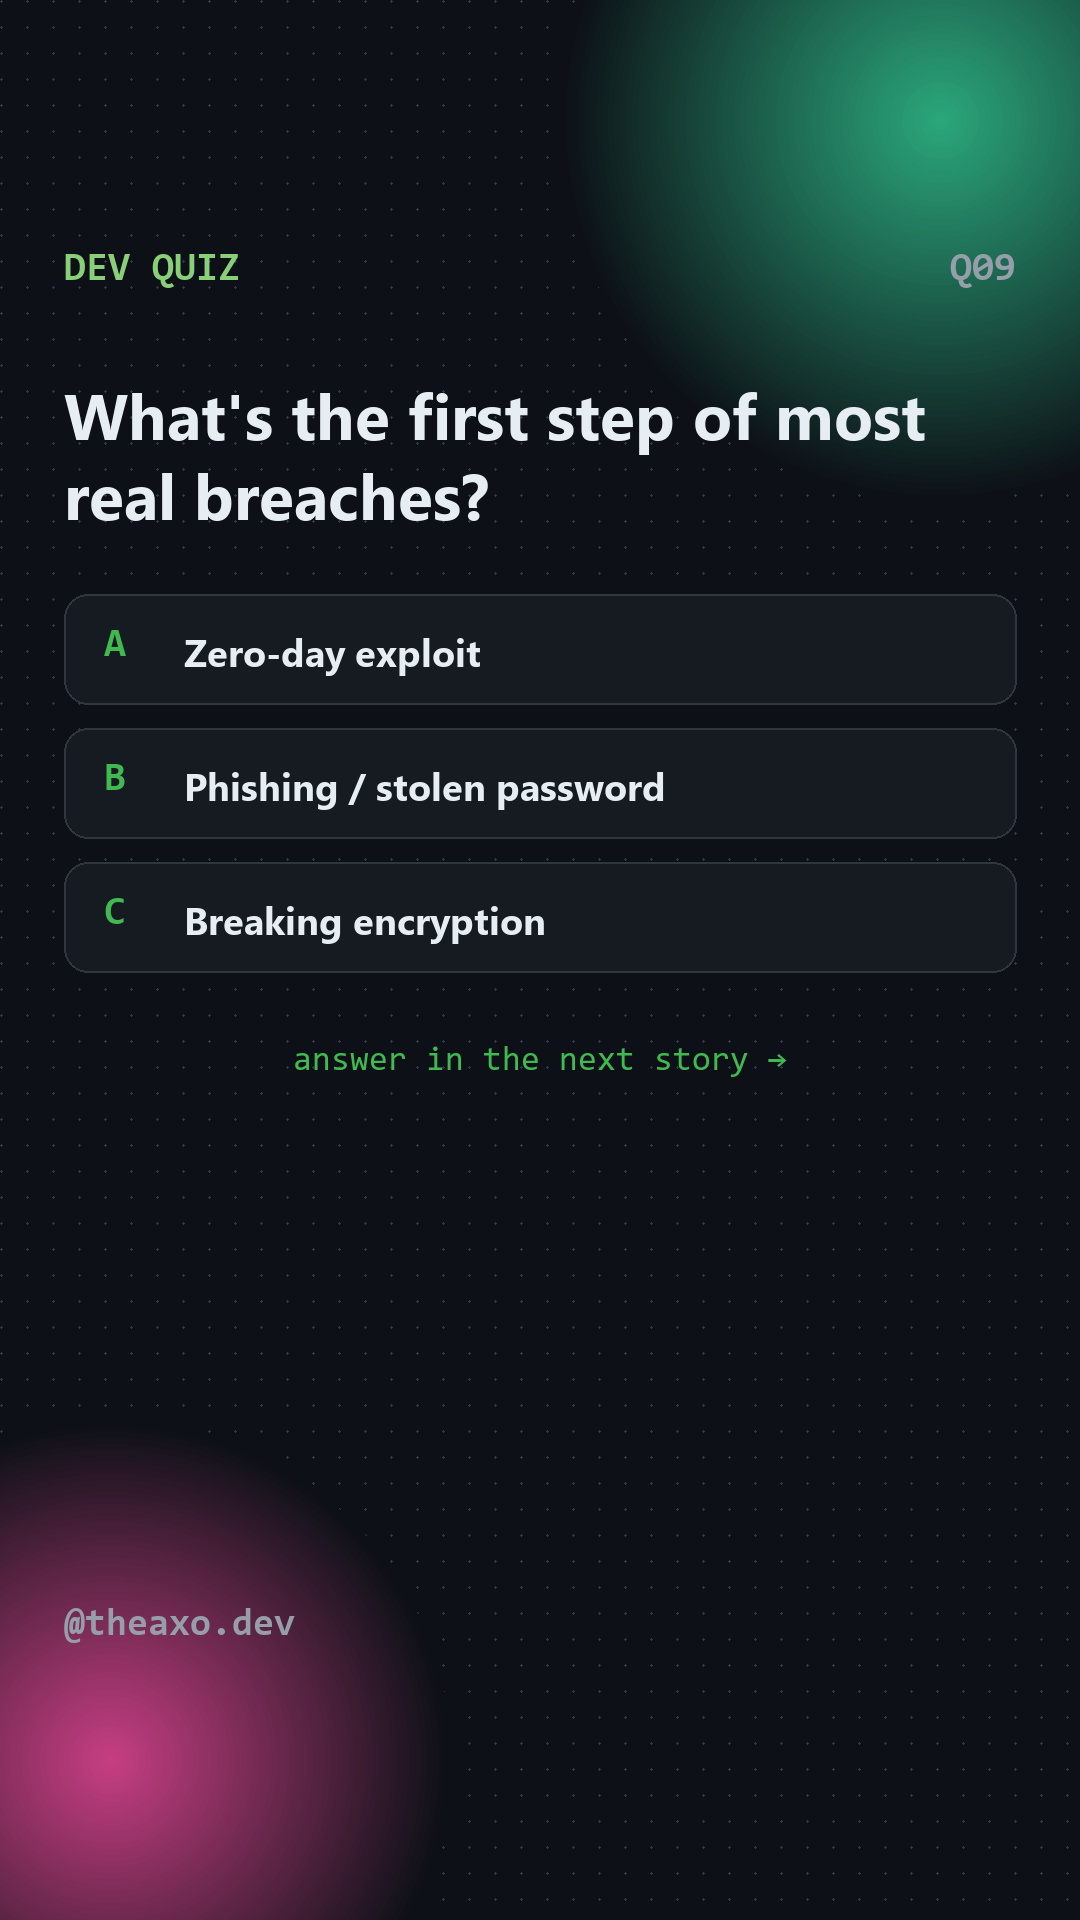 DEV QUIZ
Q09
What's the first step of most
real breaches?
A Zero-day exploit
B Phishing / stolen password
C Breaking encryption
answer in the next story →
@theaxo.dev